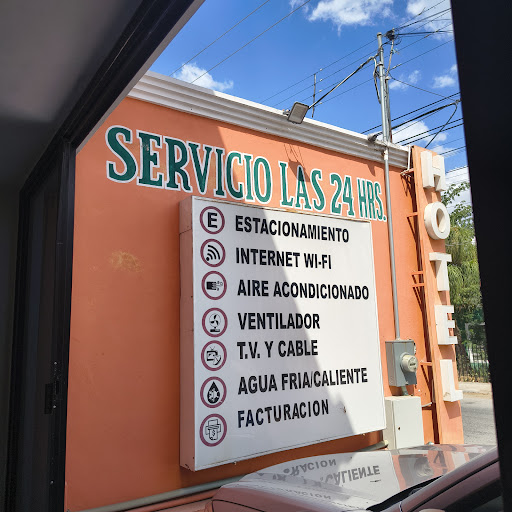 SERVICIO LAS 24 HRS.
E ESTACIONAMIENTO
INTERNET WI-FI
AIRE ACONDICIONADO
VENTILADOR
T.V. Y CABLE
AGUA FRIA/CALIENTE
FACTURACION
HOTEL